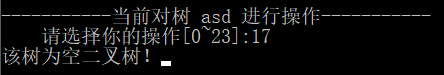 -----------当前对树 asd 进行操作-----------
请选择你的操作[0~23]:17
该树为空二叉树!